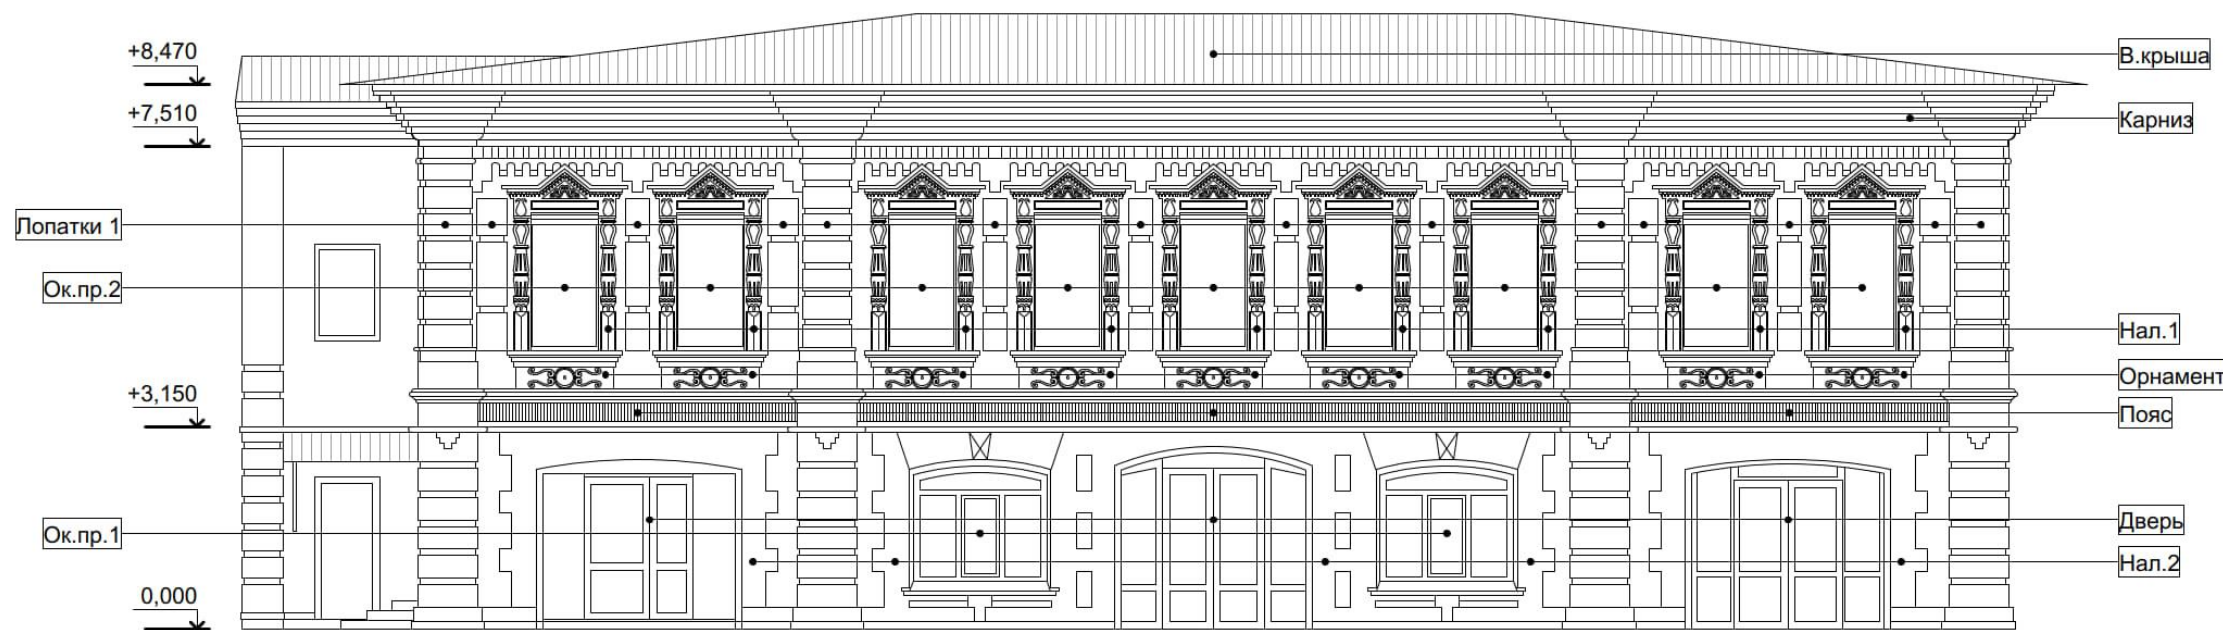 +8,470
В.крыша
+7,510
Карниз
Лопатки 1
Ок.пр.2
Нал.1
Орнамент
+3,150
Пояс
Дверь
Ок.пр.1
Нал.2
0,000